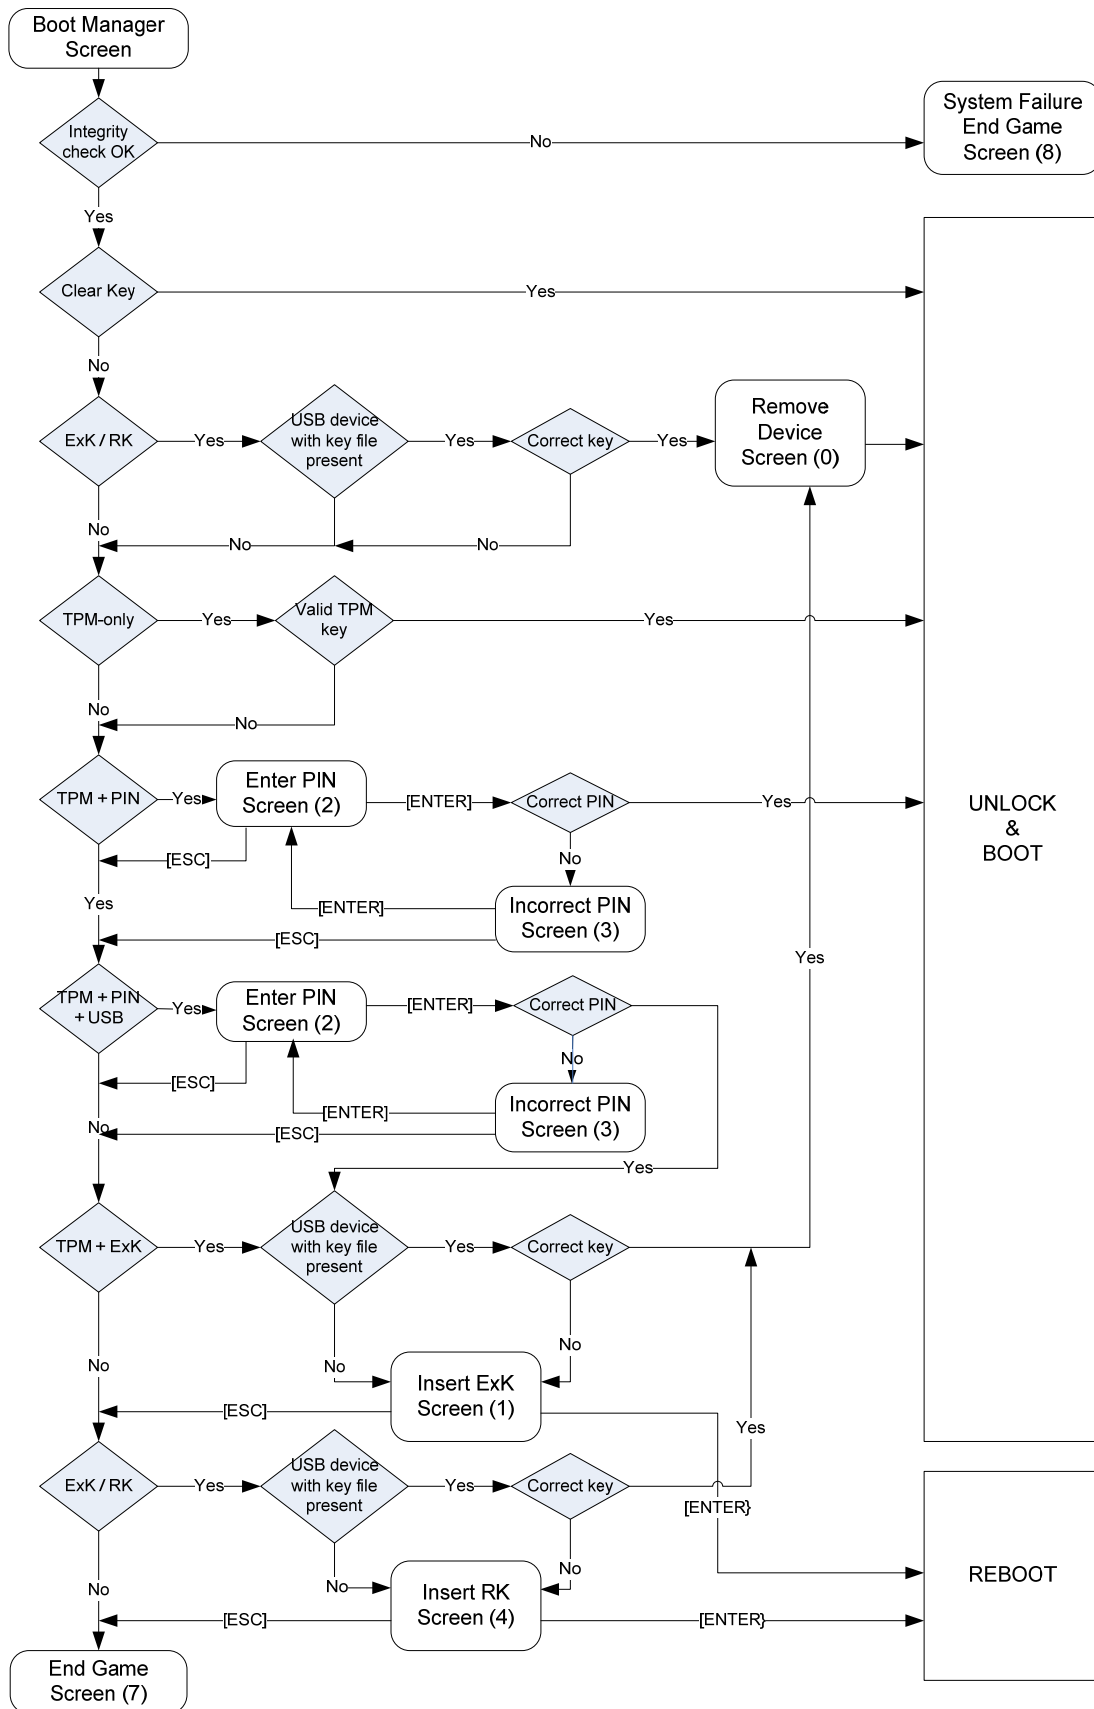 Boot Manager
Screen
System Failure
End Game
Screen (8)
Integrity
check OK
No
Yes
Clear Key
Yes
No
ExK / RK
Yes
USB device
with key file
present
Yes
Correct key
Yes
Remove
Device
Screen (0)
No
No
No
TPM-only
Yes
Valid TPM
key
Yes
No
No
TPM + PIN
Yes
Enter PIN
Screen (2)
[ENTER]
Correct PIN
Yes
UNLOCK
&
BOOT
[ESC]
No
Yes
[ENTER]
Incorrect PIN
Screen (3)
[ESC]
Yes
TPM + PIN
+ USB
Yes
Enter PIN
Screen (2)
[ENTER]
Correct PIN
No
[ESC]
[ENTER]
Incorrect PIN
Screen (3)
No
[ESC]
Yes
TPM + ExK
Yes
USB device
with key file
present
Yes
Correct key
No
No
No
Insert ExK
Screen (1)
[ESC]
Yes
ExK / RK
Yes
USB device
with key file
present
Yes
Correct key
[ENTER}
No
No
No
Insert RK
Screen (4)
REBOOT
[ESC]
[ENTER}
End Game
Screen (7)